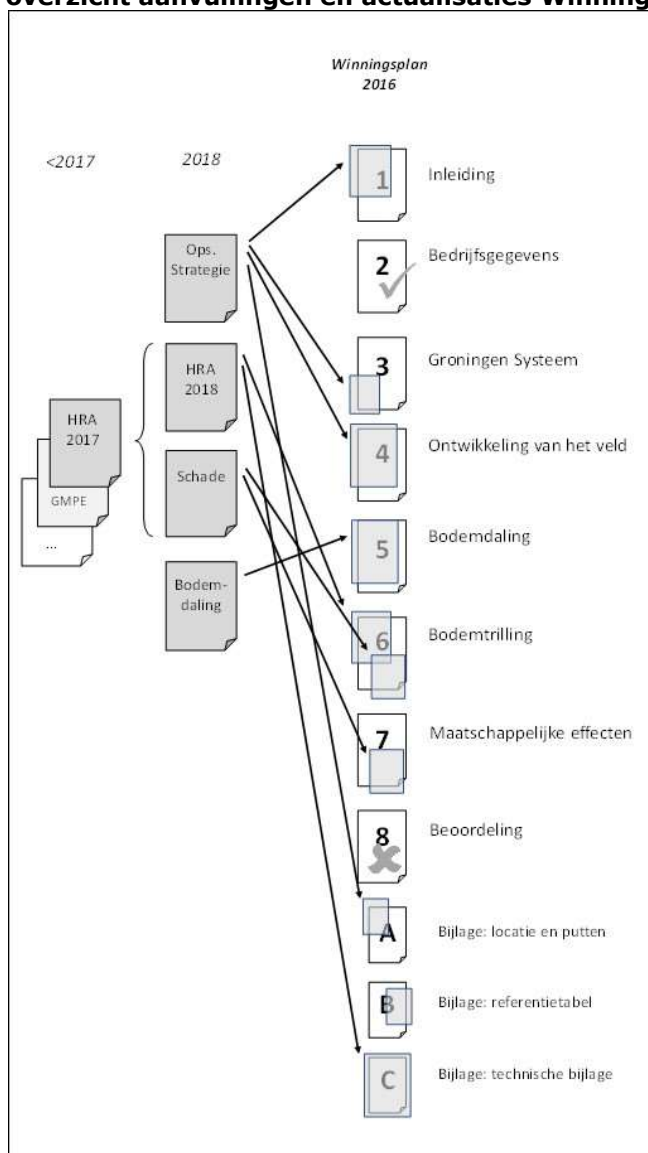 overzicht aanvullingen en actualisaties Winning
Winningsplan
2016
<2017
2018
1
Inleiding
Ops.
Strategie
2
Bedrijfsgegevens
HRA
2018
3
Groningen Systeem
HRA
2017
GMPE
...
Schade
4
Ontwikkeling van het veld
5
Bodemdaling
Bodem-
daling
6
Bodemtrilling
7
Maatschappelijke effecten
8
Beoordeling
A
Bijlage: locatie en putten
B
Bijlage: referentietabel
C
Bijlage: technische bijlage